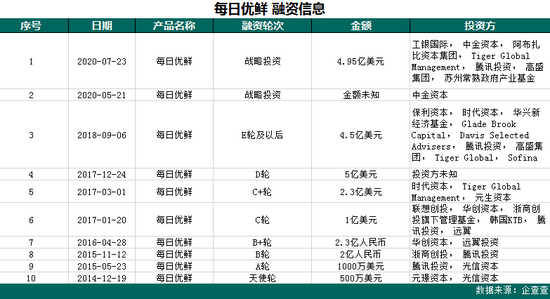 每日优鲜 融资信息
序号 日期 产品名称 融资轮次 金额 投资方
1 2020-07-23 每日优鲜 战略投资 4.95亿美元 工银国际， 中金资本， 阿布扎
比资本集团， Tiger Global
Management， 腾讯投资， 高盛
集团， 苏州常熟政府产业基金
2 2020-05-21 每日优鲜 战略投资 金额未知 中金资本
3 2018-09-06 每日优鲜 E轮及以后 4.5亿美元 保利资本， 时代资本， 华兴新
经济基金， Glade Brook
Capital， Davis Selected
Advisers， 腾讯投资， 高盛集
团， Tiger Global， Sofina
4 2017-12-24 每日优鲜 D轮 5亿美元 投资方未知
5 2017-03-01 每日优鲜 C+轮 2.3亿美元 时代资本， Tiger Global
Management， 元生资本
6 2017-01-20 每日优鲜 C轮 1亿美元 联想创投， 华创资本， 浙商创
投旗下管理基金， 韩国KTB， 腾
讯投资， 远翼
7 2016-04-28 每日优鲜 B+轮 2.3亿人民币 华创资本， 远翼投资
8 2015-11-12 每日优鲜 B轮 2亿人民币 浙商创投， 腾讯投资
9 2015-05-23 每日优鲜 A轮 1000万美元 腾讯投资， 光信资本
10 2014-12-19 每日优鲜 天使轮 500万美元 元璟资本， 光信资本
数据来源：企查查